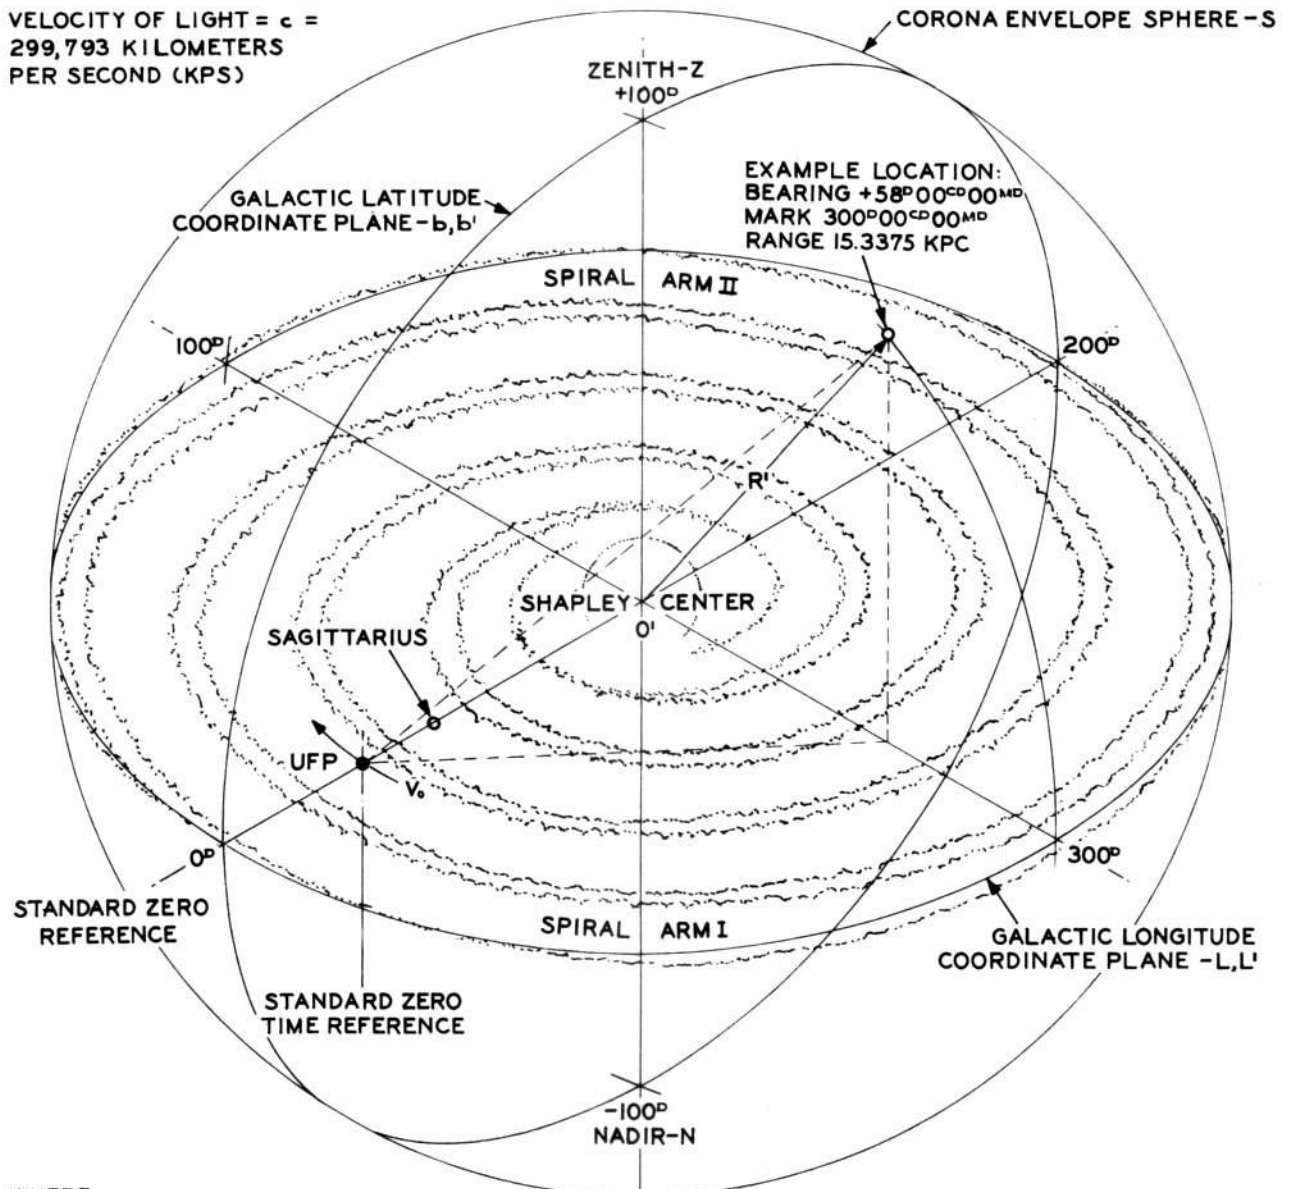 VELOCITY OF LIGHT = c =
299,793 KILOMETERS
PER SECOND (KPS)
CORONA ENVELOPE SPHERE-S
ZENITH-Z
+100ᴰ
EXAMPLE LOCATION:
BEARING +58ᴰ00ᶜᴰ00ᴹᴰ
MARK 300ᴰ00ᶜᴰ00ᴹᴰ
RANGE 15.3375 KPC
GALACTIC LATITUDE
COORDINATE PLANE-b,b'
SPIRAL ARM II
100ᴰ
200ᴰ
R'
SHAPLEY CENTER
O'
SAGITTARIUS
UFP
V₀
0ᴰ
300ᴰ
STANDARD ZERO
REFERENCE
SPIRAL ARM I
GALACTIC LONGITUDE
COORDINATE PLANE -L,L'
STANDARD ZERO
TIME REFERENCE
-100ᴰ
NADIR-N